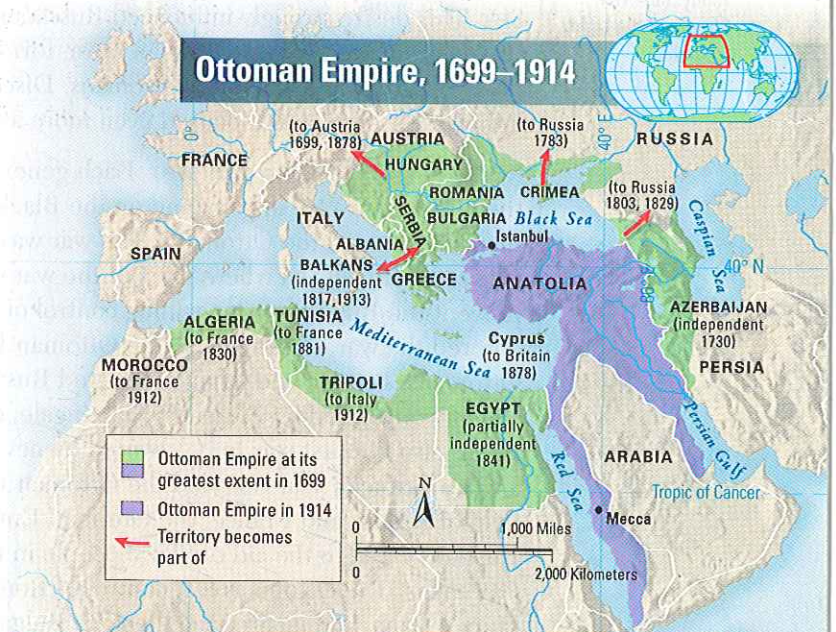 Ottoman Empire, 1699–1914
0°
40° E
(to Austria
1699, 1878)
AUSTRIA
(to Russia
1783)
RUSSIA
FRANCE
HUNGARY
ROMANIA
CRIMEA
(to Russia
1803, 1829)
ITALY
SERBIA
BULGARIA
Black Sea
Caspian
Sea
Istanbul
SPAIN
ALBANIA
BALKANS
(independent
1817,1913)
GREECE
ANATOLIA
40° N
AZERBAIJAN
(independent
1730)
ALGERIA
(to France
1830)
TUNISIA
(to France
1881)
Mediterranean Sea
Cyprus
(to Britain
1878)
PERSIA
MOROCCO
(to France
1912)
TRIPOLI
(to Italy
1912)
EGYPT
(partially
independent
1841)
Persian Gulf
ARABIA
Red Sea
Tropic of Cancer
Mecca
Ottoman Empire at its
greatest extent in 1699
Ottoman Empire in 1914
Territory becomes
part of
N
0
1,000 Miles
0
2,000 Kilometers